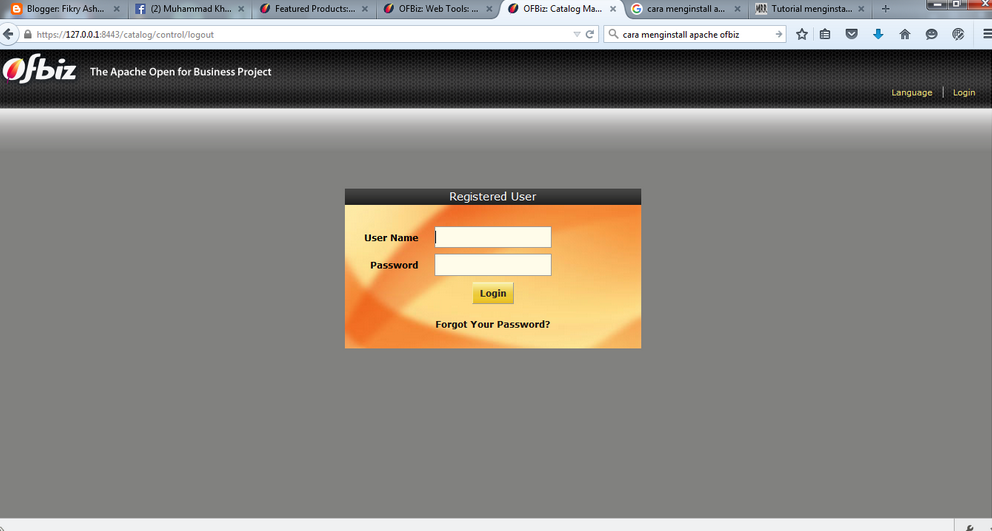 Blogger: Fikry Ash...
(2) Muhammad Kh...
Featured Products:...
OFBiz: Web Tools: ...
OFBiz: Catalog Ma...
cara menginstall a...
Tutorial menginsta...
https://127.0.0.1:8443/catalog/control/logout
cara menginstall apache ofbiz
Ofbiz
The Apache Open for Business Project
Language
Login
Registered User
User Name
Password
Login
Forgot Your Password?